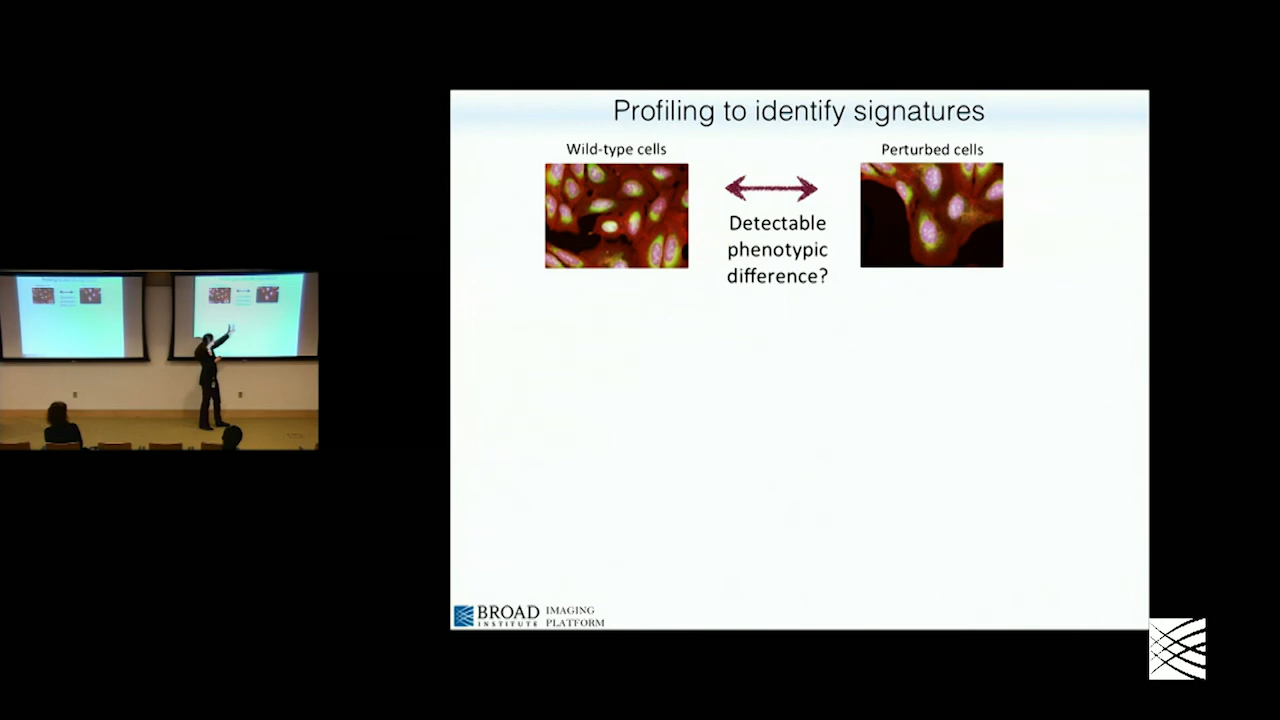 Profiling to identify signatures
Wild-type cells
Perturbed cells
Detectable
phenotypic
difference?
BROAD
INSTITUTE
IMAGING
PLATFORM